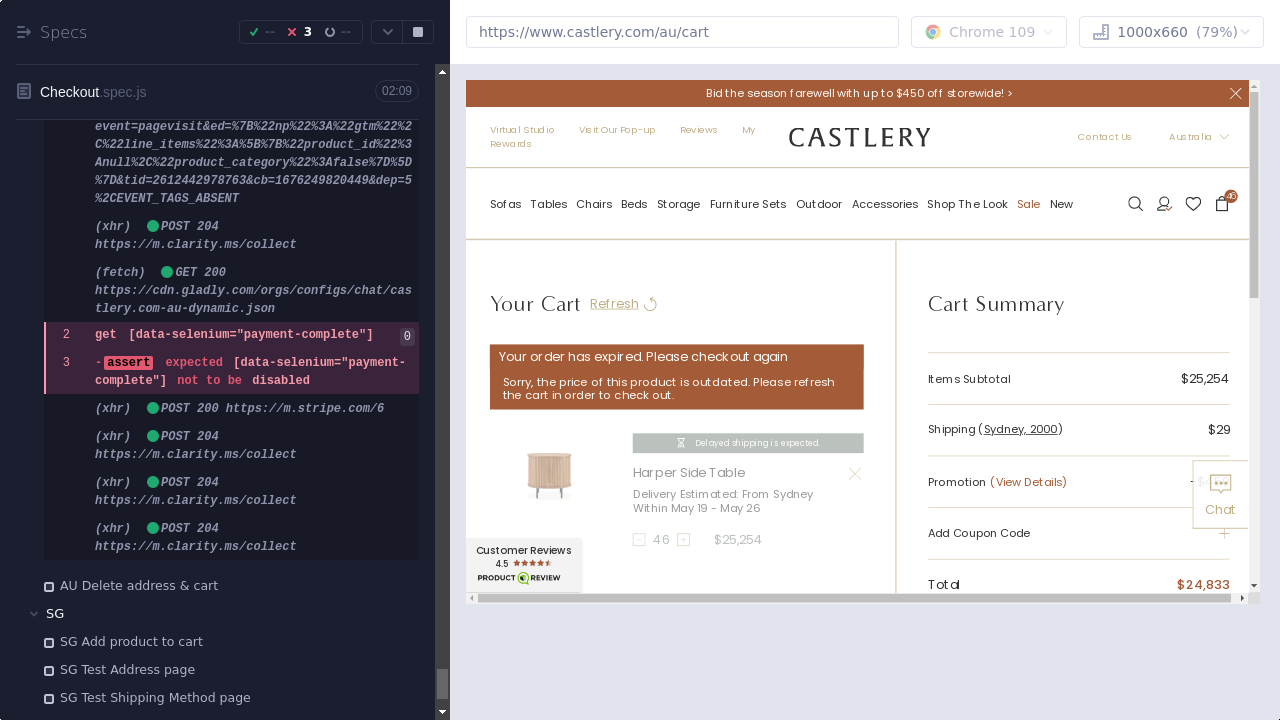 Specs
--
3
--
https://www.castlery.com/au/cart
Chrome 109
1000x660 (79%)
Checkout.spec.js
02:09
event=pagevisit&ed=%7B%22np%22%3A%22gtm%22%2
C%22line_items%22%3A%5B%7B%22product_id%22%3
Anull%2C%22product_category%22%3Afalse%7D%5D
%7D&tid=2612442978763&cb=1676249820449&dep=5
%2CEVENT_TAGS_ABSENT
(xhr) POST 204
https://m.clarity.ms/collect
(fetch) GET 200
https://cdn.gladly.com/orgs/configs/chat/cas
tlery.com-au-dynamic.json
2 get [data-selenium="payment-complete"] 0
3 -assert expected [data-selenium="payment-
complete"] not to be disabled
(xhr) POST 200 https://m.stripe.com/6
(xhr) POST 204
https://m.clarity.ms/collect
(xhr) POST 204
https://m.clarity.ms/collect
(xhr) POST 204
https://m.clarity.ms/collect
AU Delete address & cart
SG
SG Add product to cart
SG Test Address page
SG Test Shipping Method page
Bid the season farewell with up to $450 off storewide! >
Virtual Studio Visit Our Pop-up Reviews My
Rewards
CASTLERY
Contact Us Australia
Sofas Tables Chairs Beds Storage Furniture Sets Outdoor Accessories Shop The Look Sale New
Your Cart Refresh
Your order has expired. Please checkout again
Sorry, the price of this product is outdated. Please refresh
the cart in order to check out.
Delayed shipping is expected.
Harper Side Table
Delivery Estimated: From Sydney
Within May 19 - May 26
- 46 + $25,254
Customer Reviews
4.5
PRODUCT REVIEW
Cart Summary
Items Subtotal $25,254
Shipping (Sydney, 2000) $29
Promotion (View Details)
Chat
Add Coupon Code +
Total $24,833